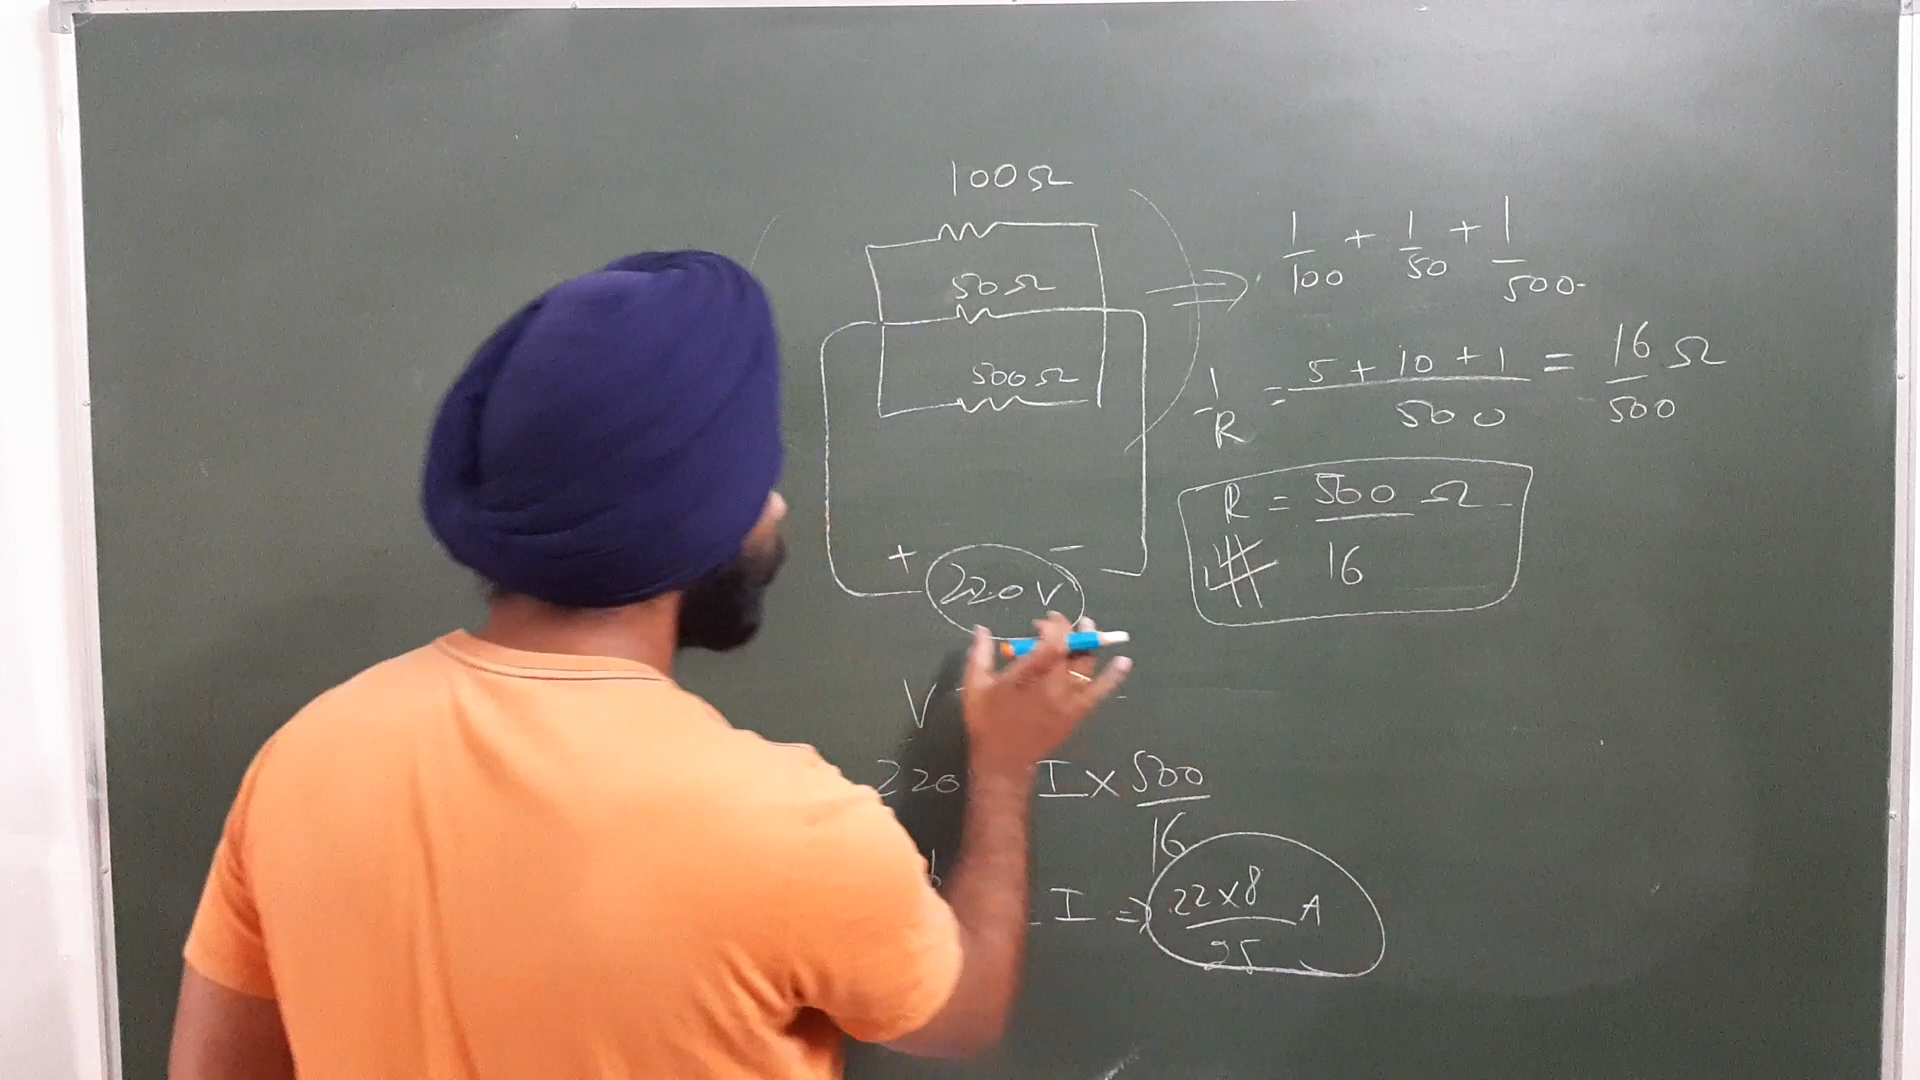 100Ω
50Ω
500Ω
+ −
220V
1/100 + 1/50 + 1/500
1/R = 5 + 10 + 1/500 = 16/500 Ω
R = 500/16 Ω
V
220 I × 500/16
I ⇒ 22×8/25 A